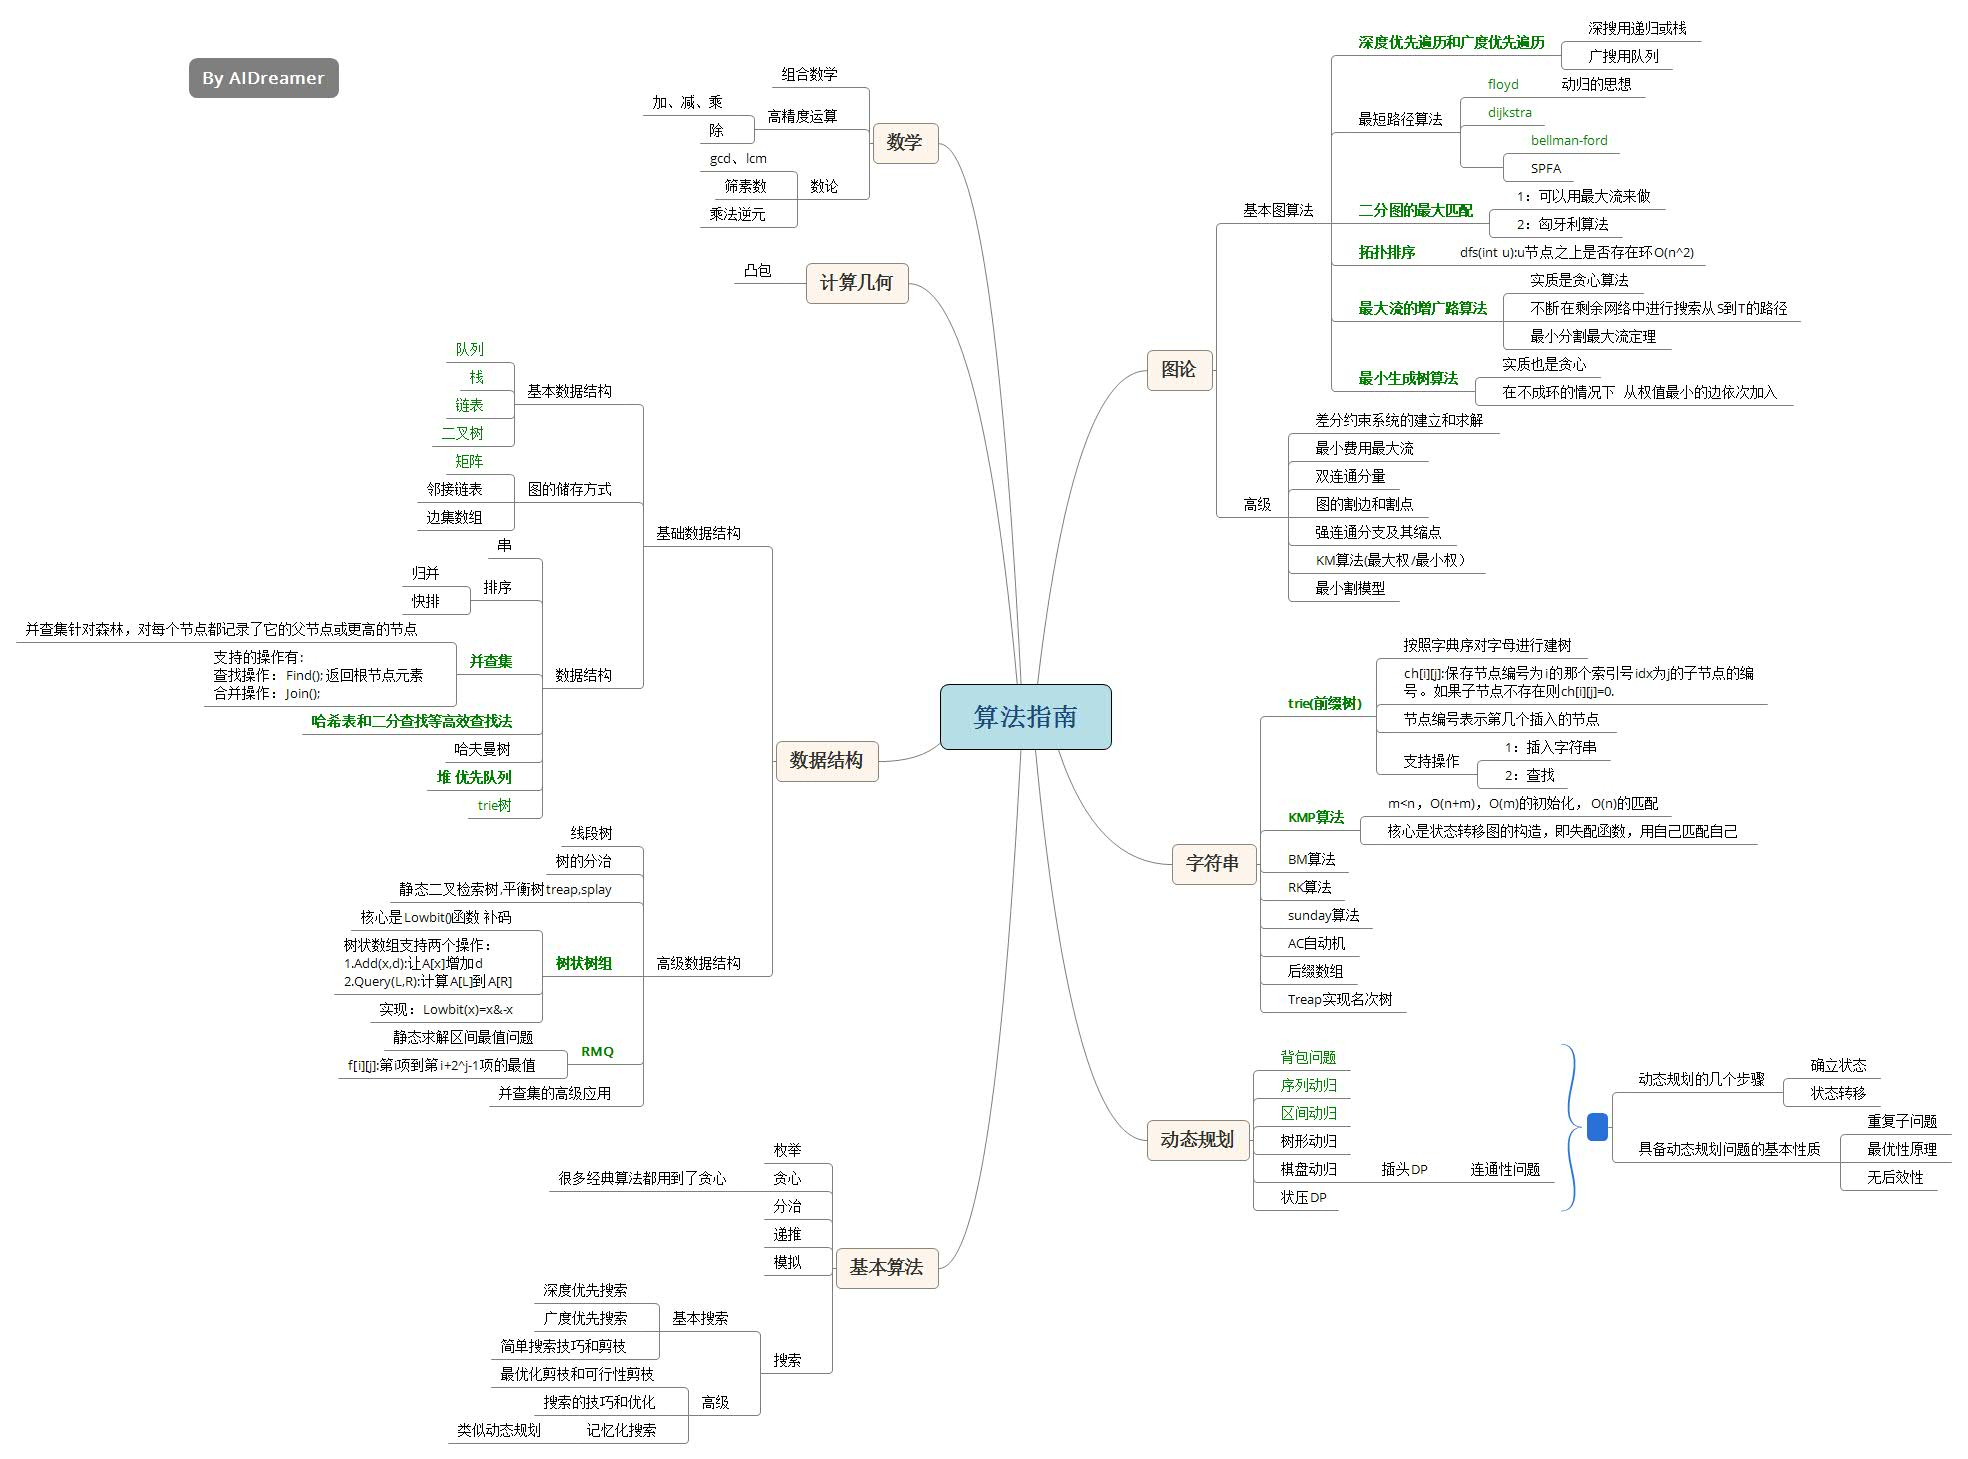 By AIDreamer
算法指南
数学
组合数学
高精度运算
加、减、乘
除
数论
gcd、lcm
筛素数
乘法逆元
计算几何
凸包
数据结构
基础数据结构
基本数据结构
队列
栈
链表
二叉树
图的储存方式
矩阵
邻接链表
边集数组
数据结构
串
排序
归并
快排
并查集
并查集针对森林，对每个节点都记录了它的父节点或更高的节点
支持的操作有：
查找操作：Find(); 返回根节点元素
合并操作：Join();
哈希表和二分查找等高效查找法
哈夫曼树
堆 优先队列
trie树
高级数据结构
线段树
树的分治
静态二叉检索树,平衡树treap,splay
树状树组
核心是Lowbit()函数 补码
树状数组支持两个操作：
1.Add(x,d):让A[x]增加d
2.Query(L,R):计算A[L]到A[R]
实现：Lowbit(x)=x&-x
RMQ
静态求解区间最值问题
f[i][j]:第i项到第i+2^j-1项的最值
并查集的高级应用
基本算法
枚举
贪心
很多经典算法都用到了贪心
分治
递推
模拟
搜索
基本搜索
深度优先搜索
广度优先搜索
简单搜索技巧和剪枝
高级
最优化剪枝和可行性剪枝
搜索的技巧和优化
记忆化搜索
类似动态规划
图论
基本图算法
深度优先遍历和广度优先遍历
深搜用递归或栈
广搜用队列
最短路径算法
floyd
动归的思想
dijkstra
bellman-ford
SPFA
二分图的最大匹配
1：可以用最大流来做
2：匈牙利算法
拓扑排序
dfs(int u):u节点之上是否存在环O(n^2)
最大流的增广路算法
实质是贪心算法
不断在剩余网络中进行搜索从S到T的路径
最小分割最大流定理
最小生成树算法
实质也是贪心
在不成环的情况下 从权值最小的边依次加入
高级
差分约束系统的建立和求解
最小费用最大流
双连通分量
图的割边和割点
强连通分支及其缩点
KM算法(最大权/最小权）
最小割模型
字符串
trie(前缀树)
按照字典序对字母进行建树
ch[i][j]:保存节点编号为i的那个索引号idx为j的子节点的编
号。如果子节点不存在则ch[i][j]=0.
节点编号表示第几个插入的节点
支持操作
1：插入字符串
2：查找
KMP算法
m<n，O(n+m)，O(m)的初始化，O(n)的匹配
核心是状态转移图的构造，即失配函数，用自己匹配自己
BM算法
RK算法
sunday算法
AC自动机
后缀数组
Treap实现名次树
动态规划
背包问题
序列动归
区间动归
树形动归
棋盘动归
插头DP
连通性问题
状压DP
动态规划的几个步骤
确立状态
状态转移
具备动态规划问题的基本性质
重复子问题
最优性原理
无后效性